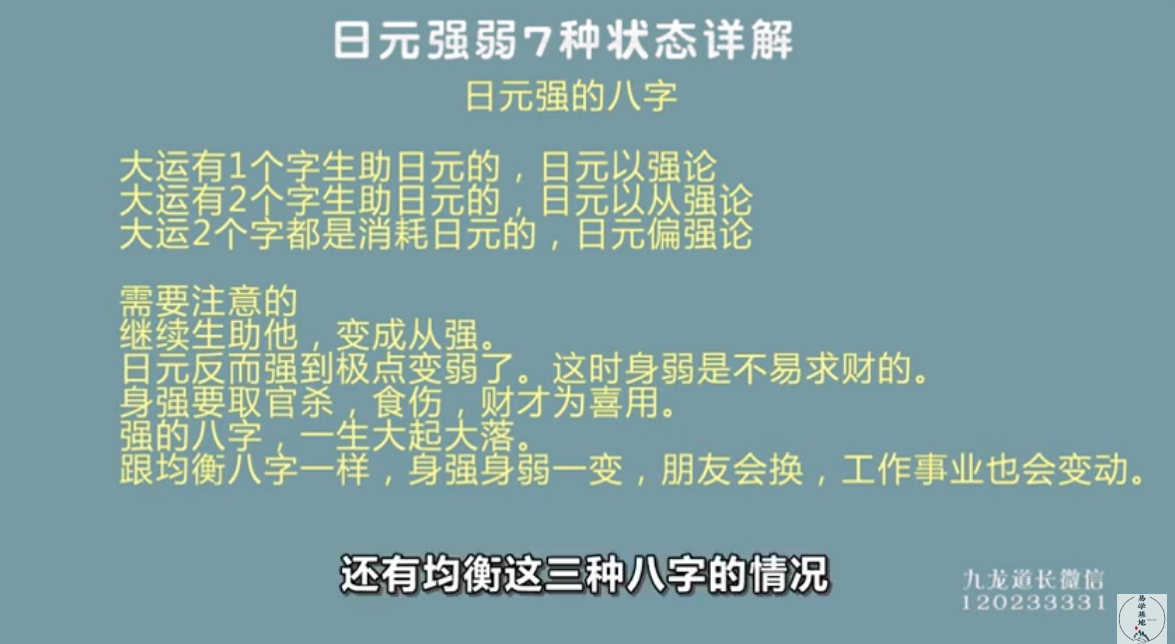 日元强弱7种状态详解
日元强的八字
大运有1个字生助日元的，日元以强论
大运有2个字生助日元的，日元以从强论
大运2个字都是消耗日元的，日元偏强论
需要注意的
继续生助他，变成从强。
日元反而强到极点变弱了。这时身弱是不易求财的。
身强要取官杀，食伤，财才为喜用。
强的八字，一生大起大落。
跟均衡八字一样，身强身弱一变，朋友会换，工作事业也会变动。
还有均衡这三种八字的情况
九龙道长微信
120233331
易学基地